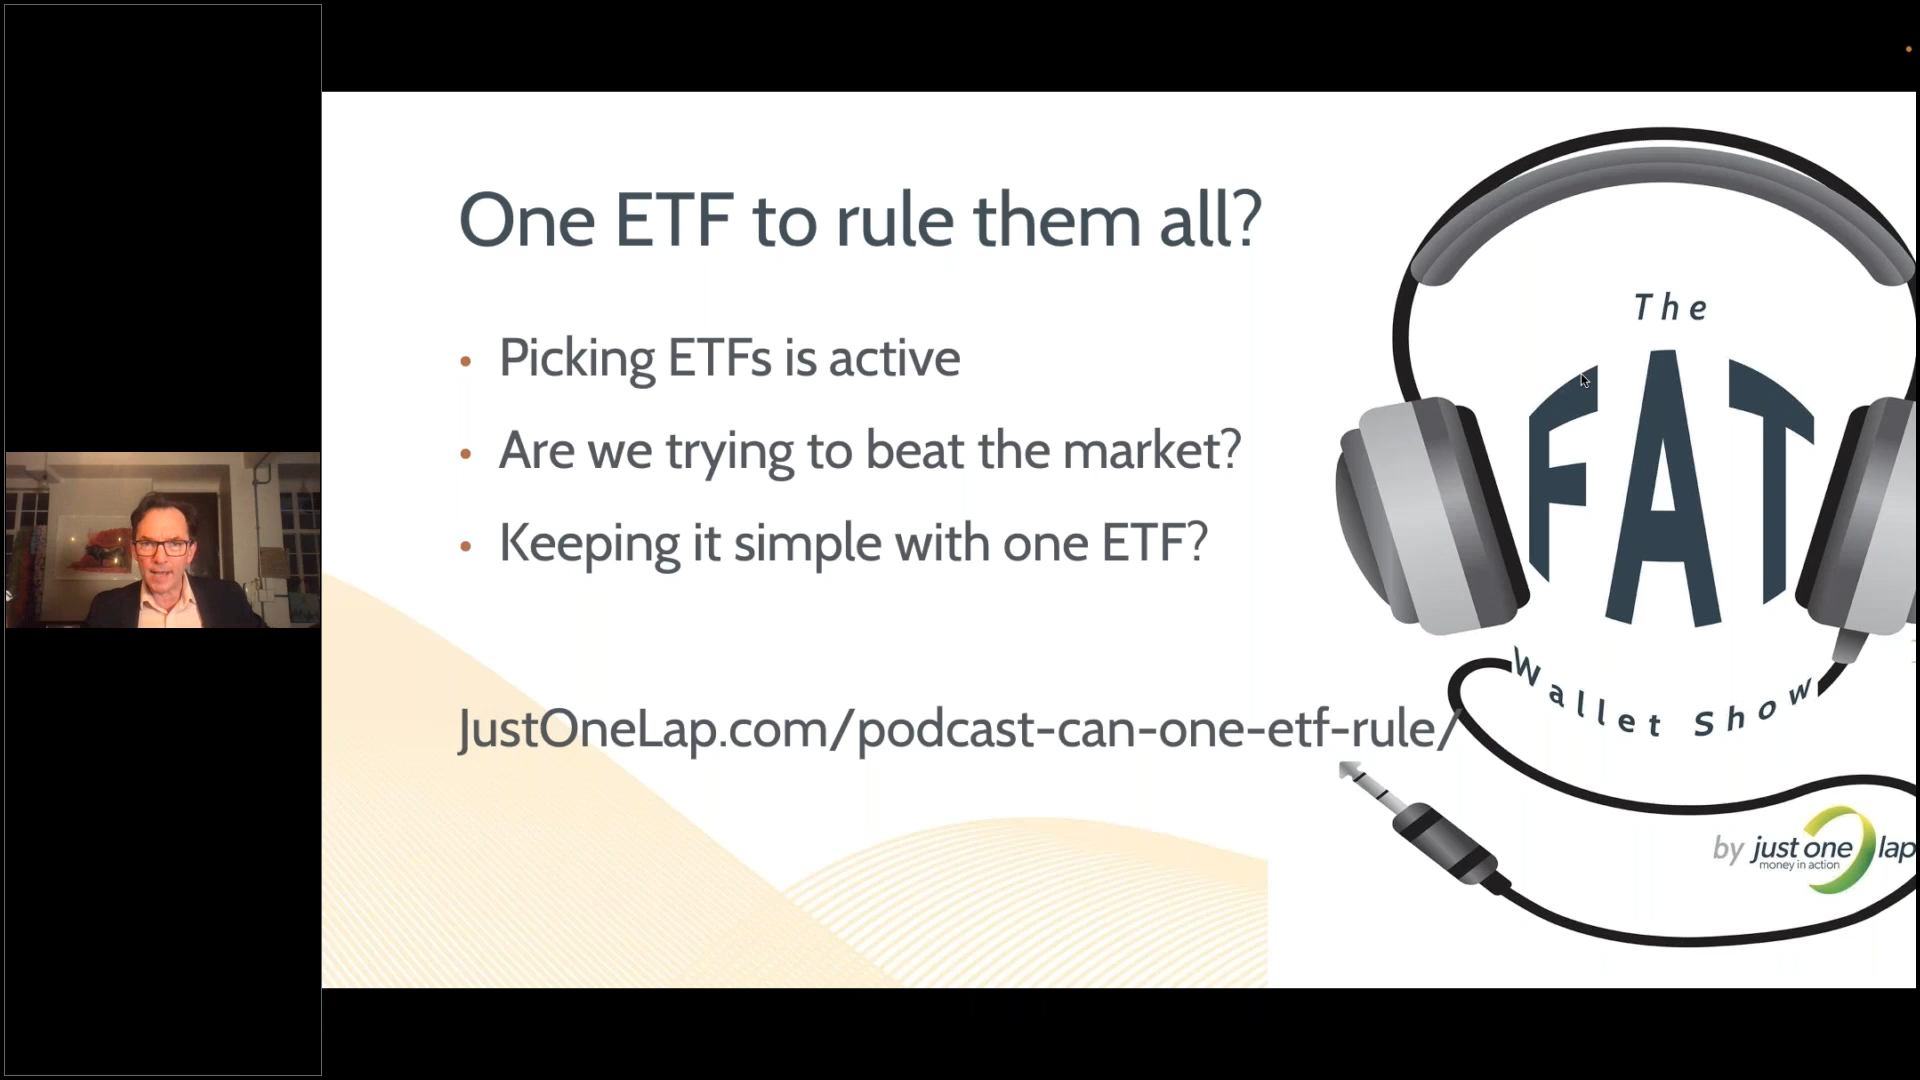 One ETF to rule them all?
• Picking ETFs is active
• Are we trying to beat the market?
• Keeping it simple with one ETF?
JustOneLap.com/podcast-can-one-etf-rule/
The
FAT
Wallet Show
by just one lap
money in action